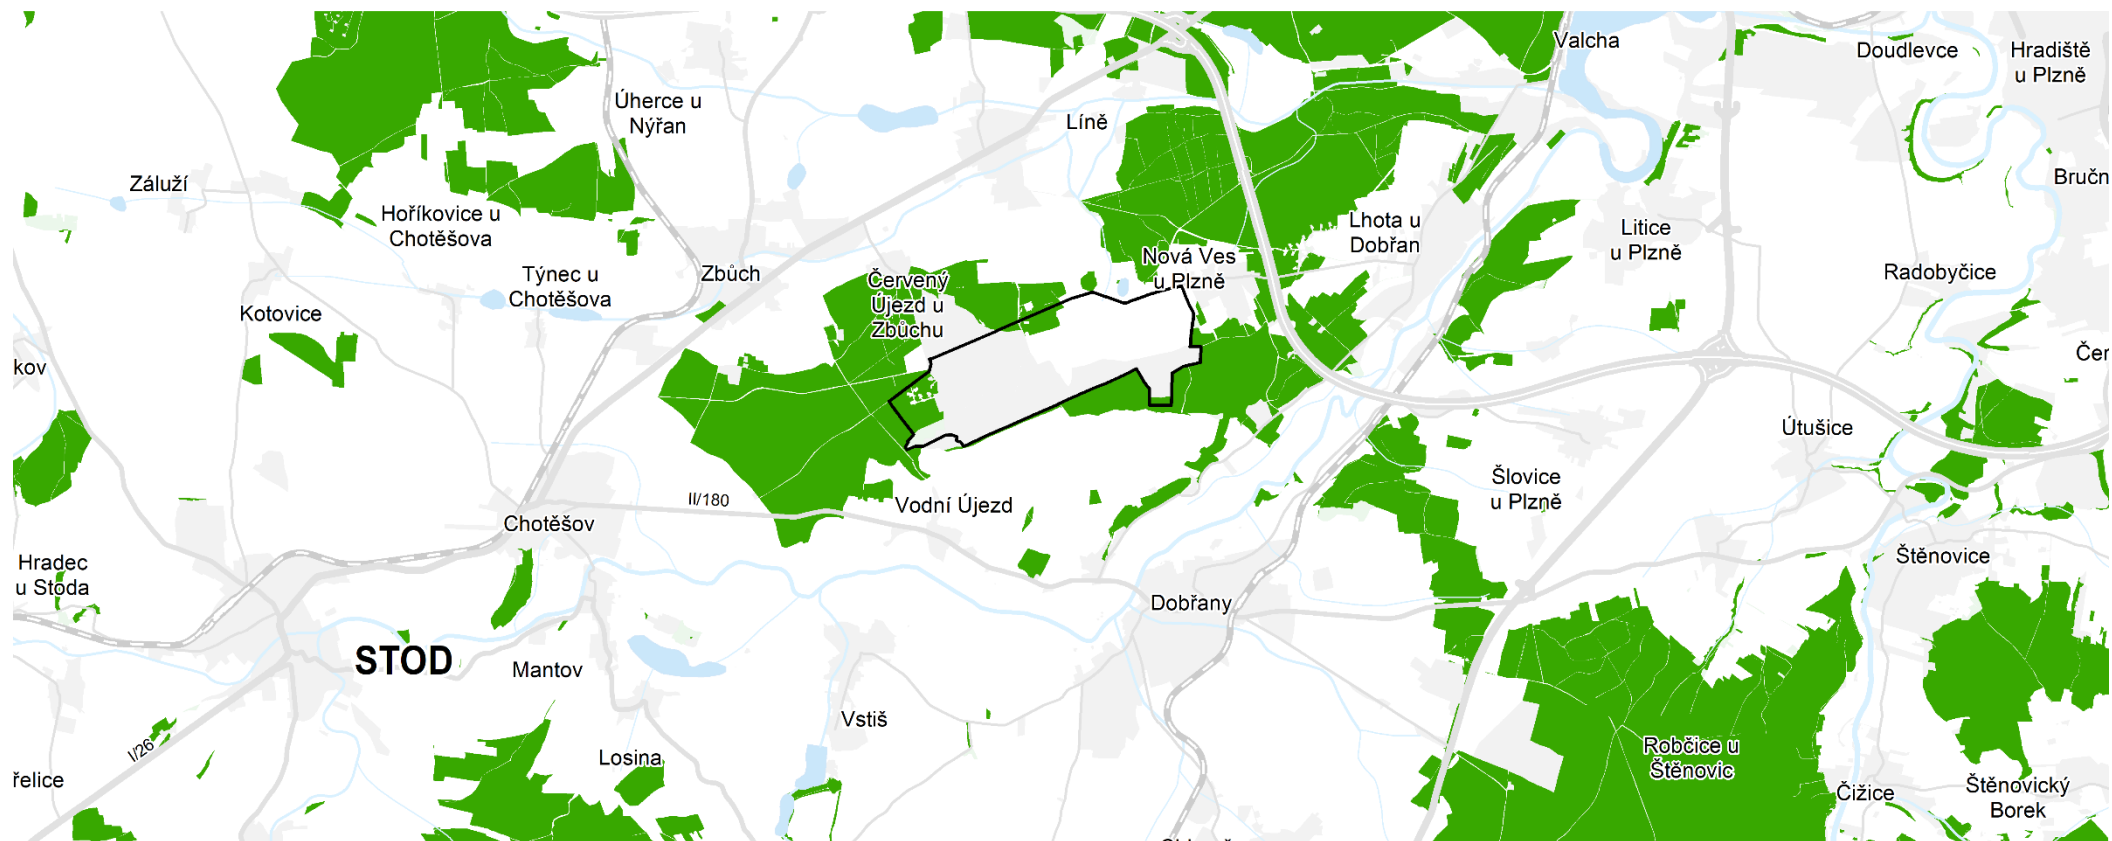 Valcha
Doudlevce
Hradiště
u Plzně
Úherce u
Nýřan
Líně
Záluží
Bručn
Hoříkovice u
Chotěšova
Lhota u
Dobřan
Litice
u Plzně
Týnec u
Chotěšova
Zbůch
Červený
Újezd u
Zbůchu
Nová Ves
u Plzně
Radobyčice
Kotovice
kov
Čer
Útušice
II/180
Vodní Újezd
Šlovice
u Plzně
Chotěšov
Hradec
u Stoda
Štěnovice
Dobřany
STOD
Mantov
Vstiš
I/26
Losina
Robčice u
Štěnovic
řelice
Čižice
Štěnovický
Borek